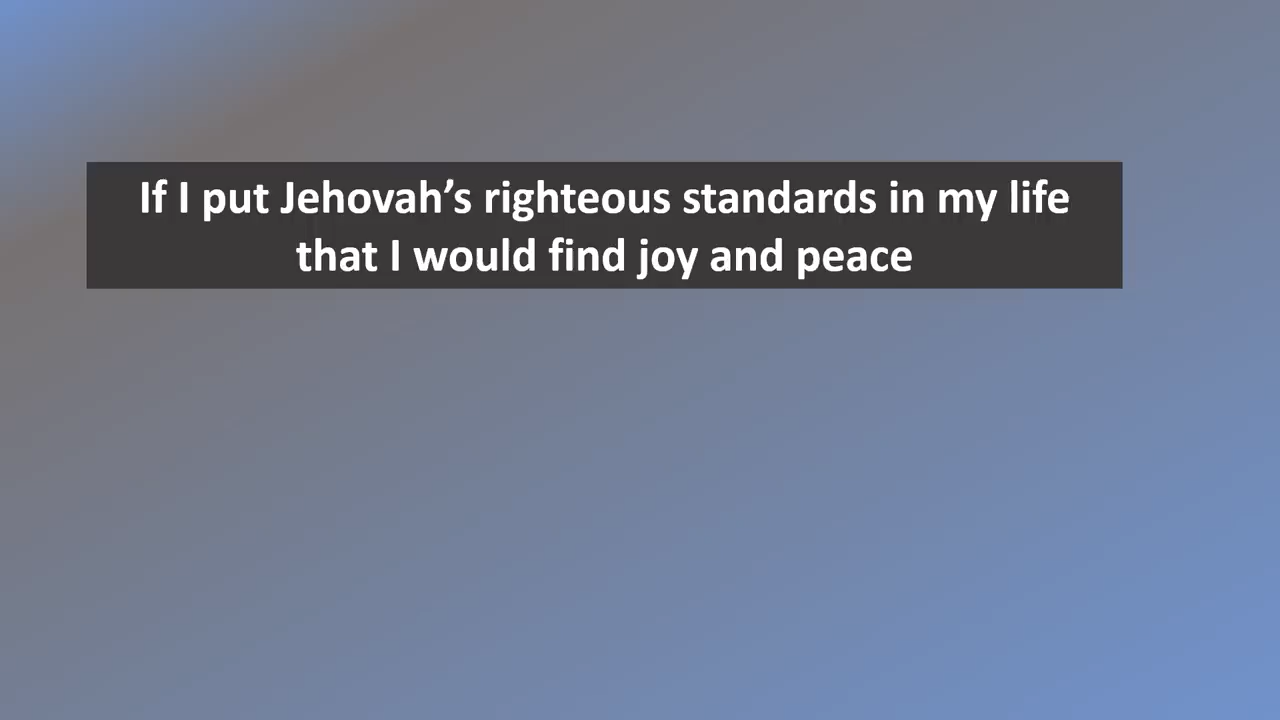 If I put Jehovah’s righteous standards in my life
that I would find joy and peace